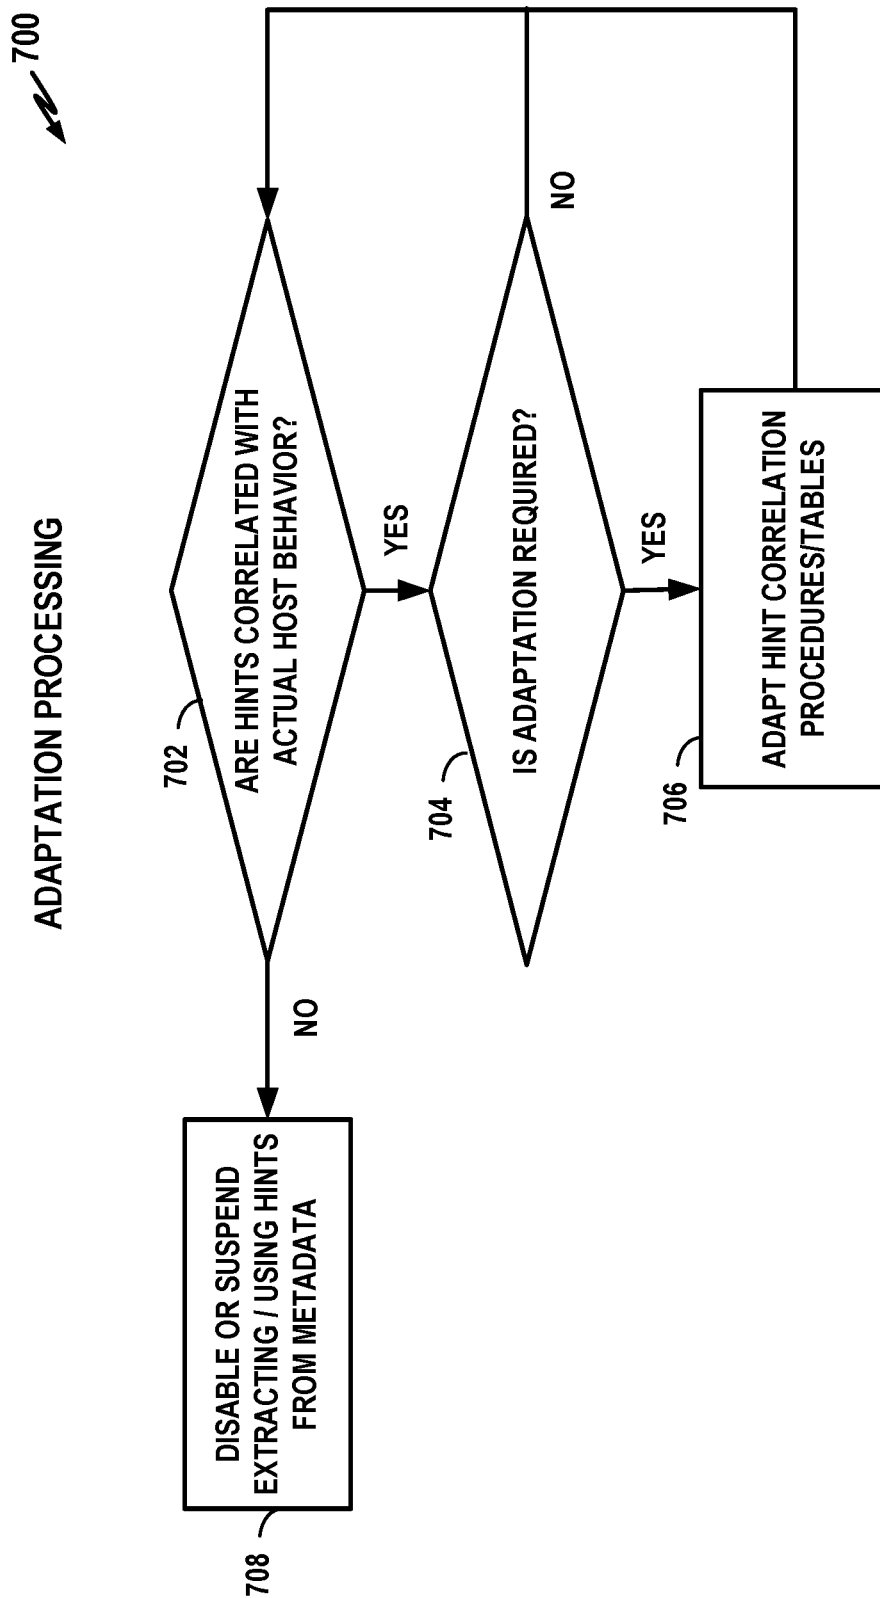 700
ADAPTATION PROCESSING
702
ARE HINTS CORRELATED WITH
ACTUAL HOST BEHAVIOR?
NO
YES
708
DISABLE OR SUSPEND
EXTRACTING / USING HINTS
FROM METADATA
704
IS ADAPTATION REQUIRED?
NO
YES
706
ADAPT HINT CORRELATION
PROCEDURES/TABLES